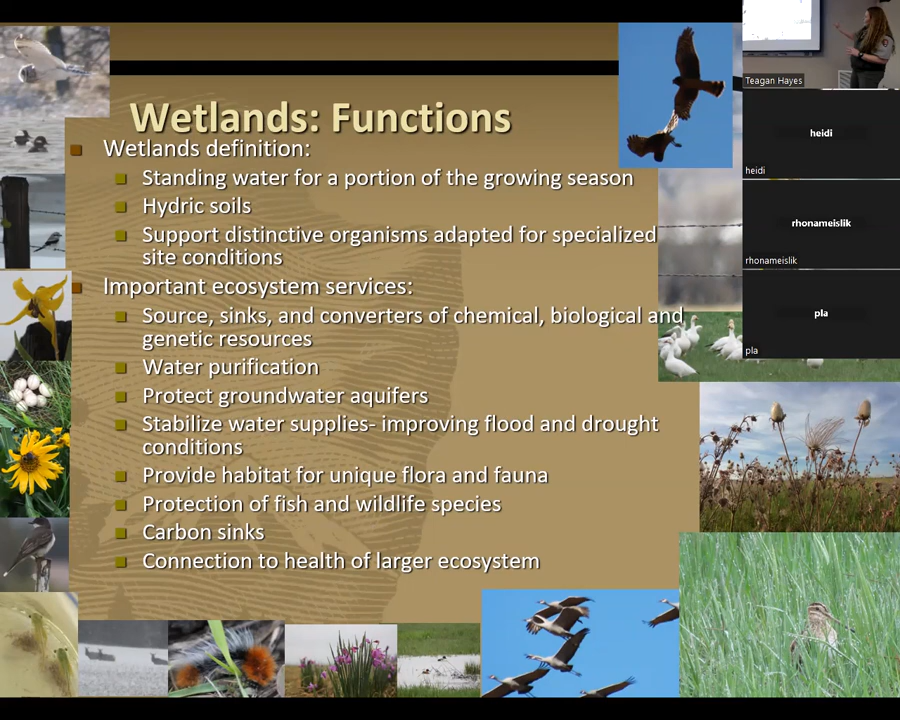 Wetlands: Functions
Wetlands definition:
Standing water for a portion of the growing season
Hydric soils
Support distinctive organisms adapted for specialized
site conditions
Important ecosystem services:
Source, sinks, and converters of chemical, biological and
genetic resources
Water purification
Protect groundwater aquifers
Stabilize water supplies- improving flood and drought
conditions
Provide habitat for unique flora and fauna
Protection of fish and wildlife species
Carbon sinks
Connection to health of larger ecosystem
Teagan Hayes
heidi
heidi
rhonameislik
rhonameislik
pla
pla